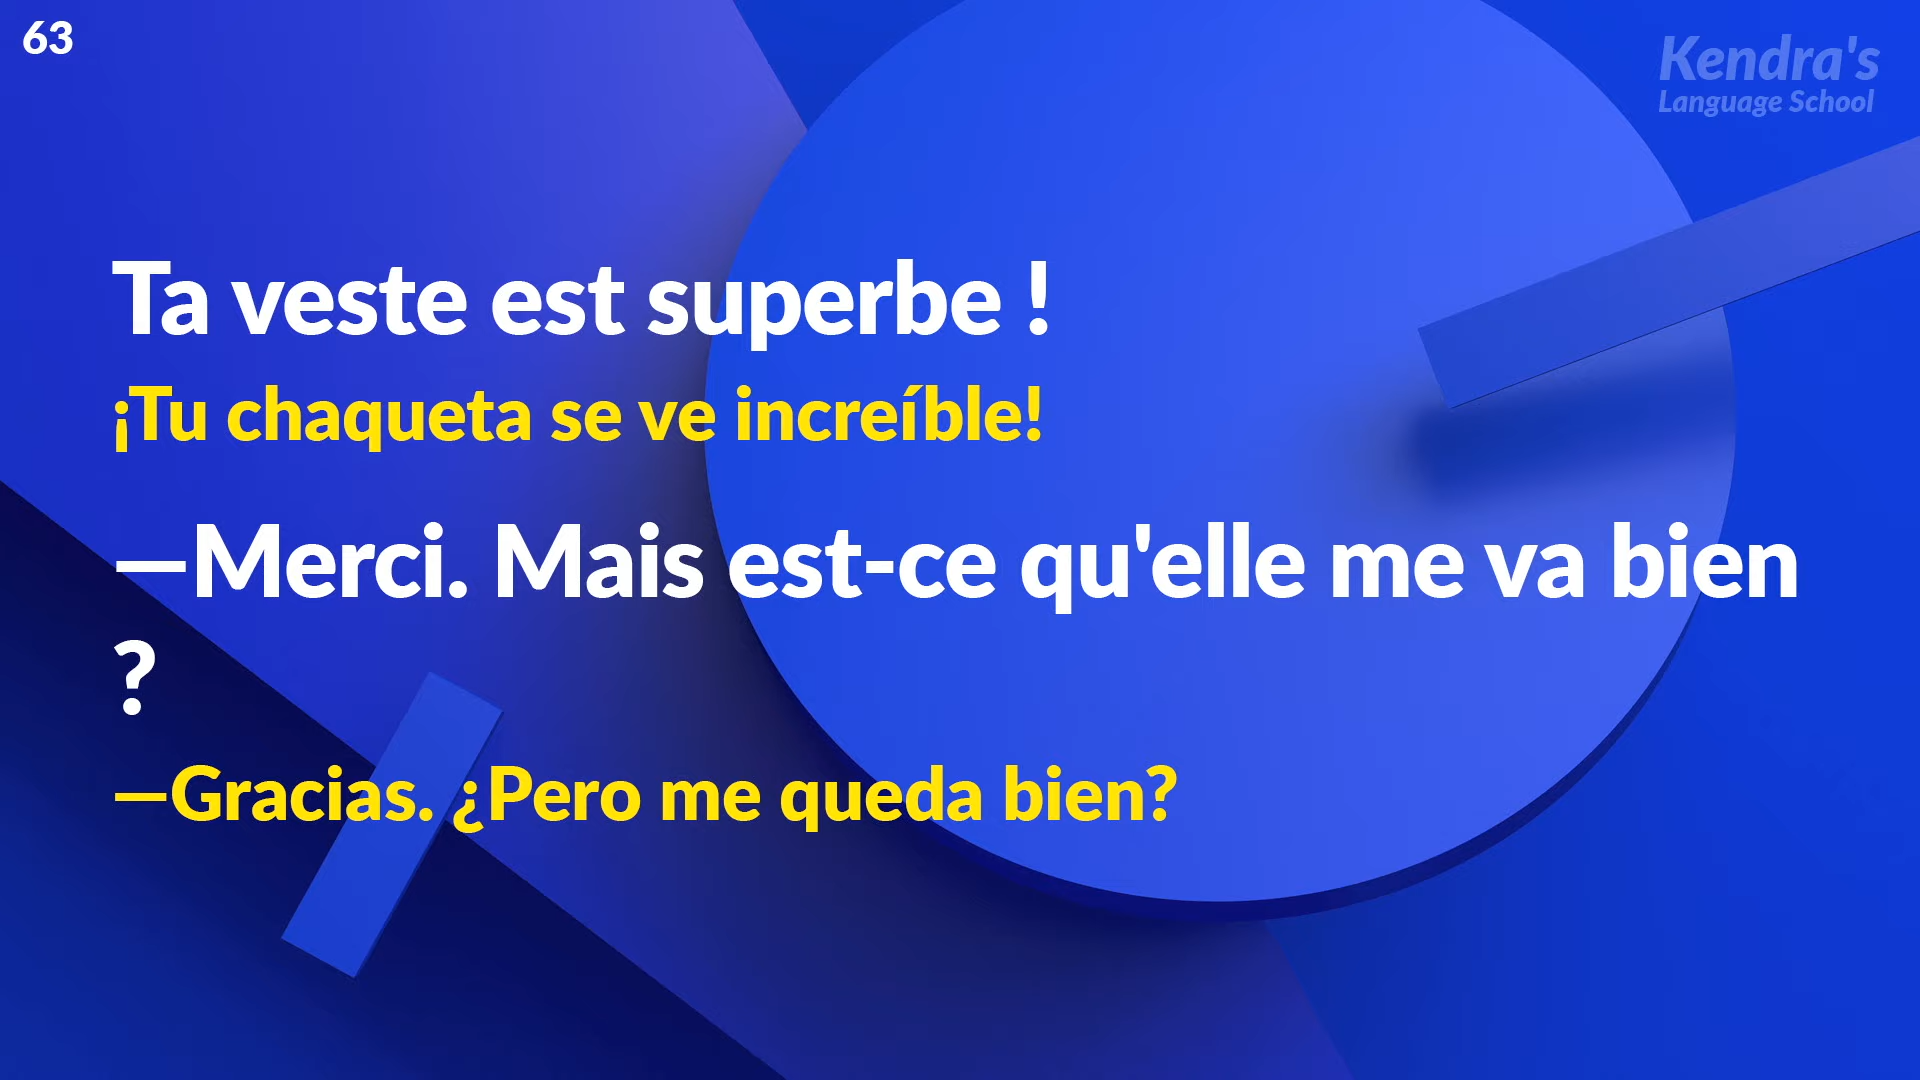 63
Kendra's
Language School
Ta veste est superbe !
¡Tu chaqueta se ve increíble!
—Merci. Mais est-ce qu'elle me va bien
?
—Gracias. ¿Pero me queda bien?